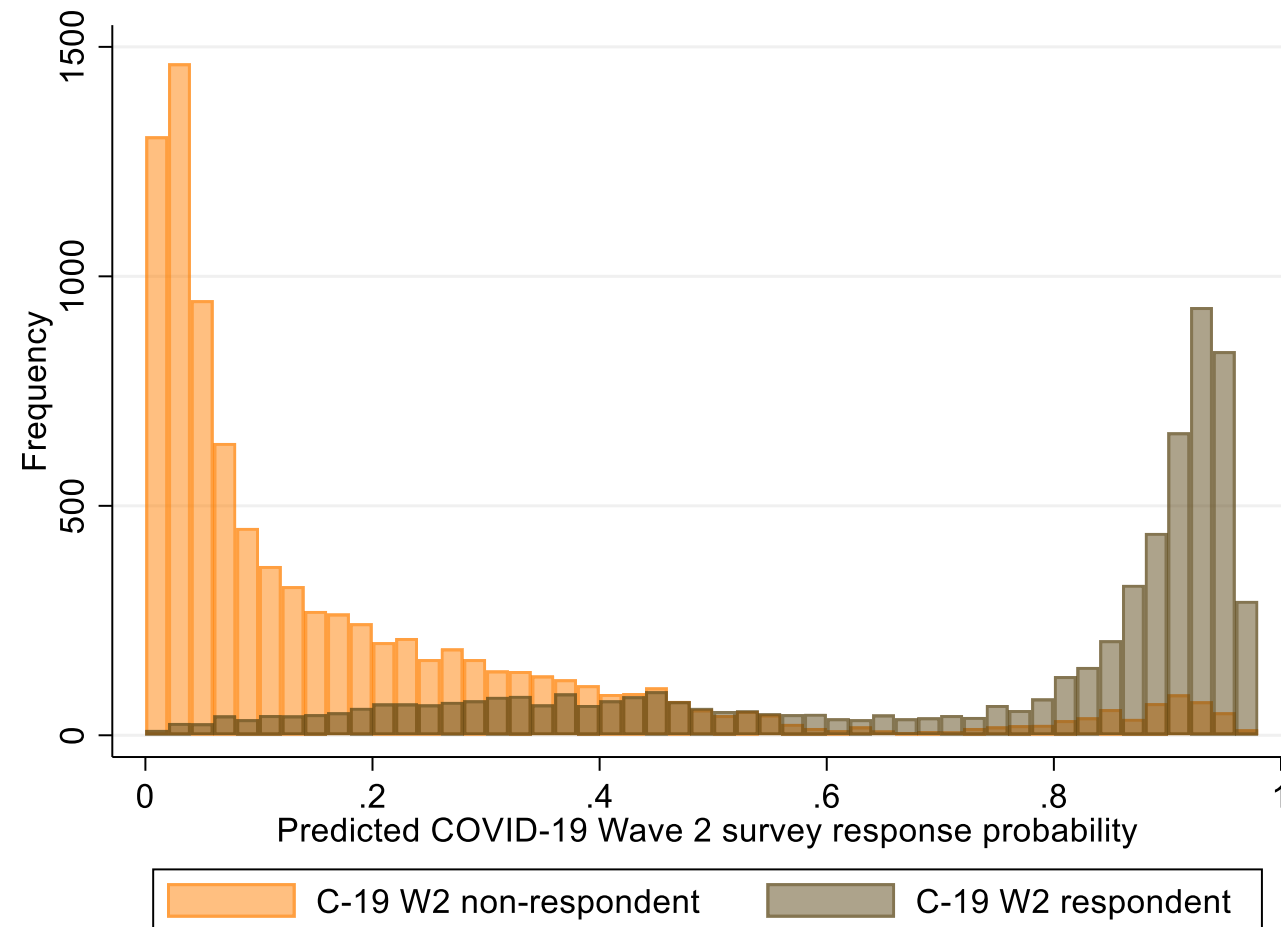 1500
1000
500
0
Frequency
0 .2 .4 .6 .8 1
Predicted COVID-19 Wave 2 survey response probability
C-19 W2 non-respondent C-19 W2 respondent